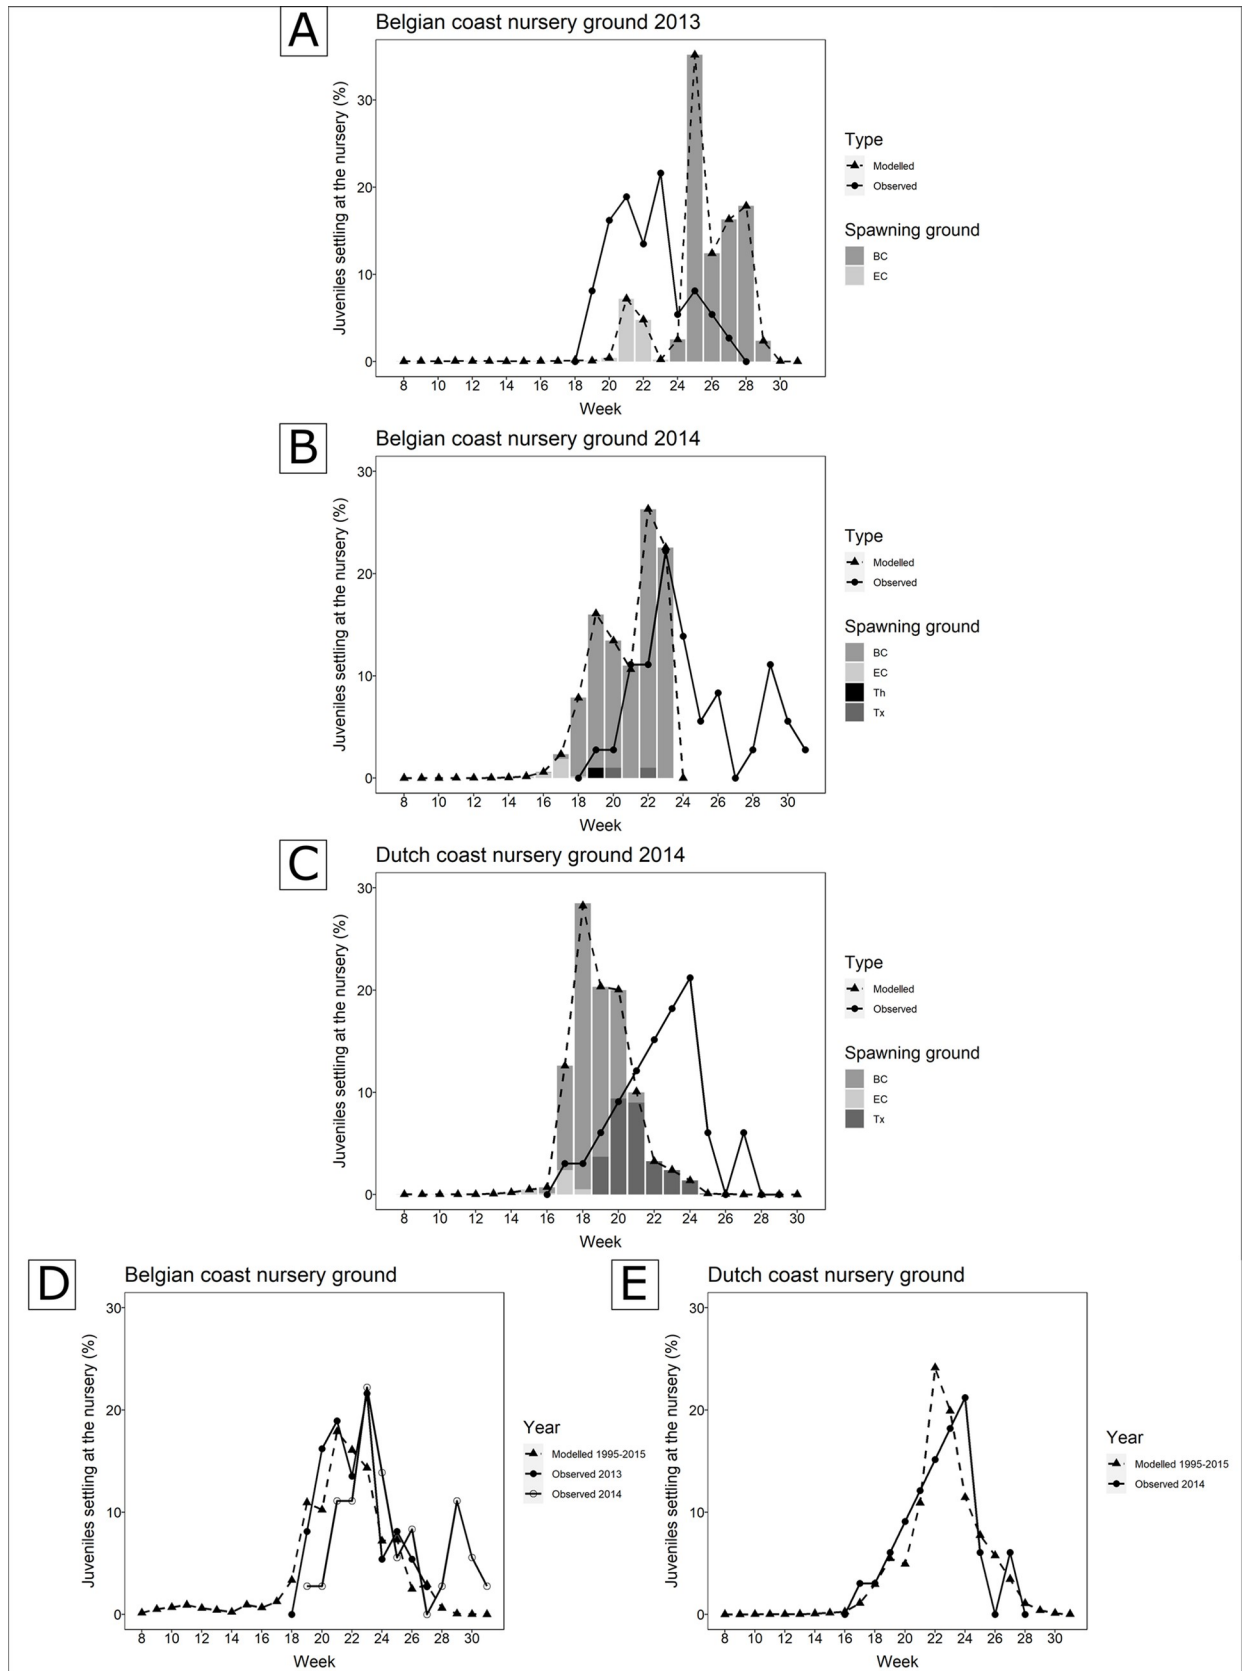 A
Belgian coast nursery ground 2013
Juveniles settling at the nursery (%)
30
20
10
0
8 10 12 14 16 18 20 22 24 26 28 30
Week
Type
Modelled
Observed
Spawning ground
BC
EC
B
Belgian coast nursery ground 2014
Juveniles settling at the nursery (%)
30
20
10
0
8 10 12 14 16 18 20 22 24 26 28 30
Week
Type
Modelled
Observed
Spawning ground
BC
EC
Th
Tx
C
Dutch coast nursery ground 2014
Juveniles settling at the nursery (%)
30
20
10
0
8 10 12 14 16 18 20 22 24 26 28 30
Week
Type
Modelled
Observed
Spawning ground
BC
EC
Tx
D
Belgian coast nursery ground
Juveniles settling at the nursery (%)
30
20
10
0
8 10 12 14 16 18 20 22 24 26 28 30
Week
Year
Modelled 1995-2015
Observed 2013
Observed 2014
E
Dutch coast nursery ground
Juveniles settling at the nursery (%)
30
20
10
0
8 10 12 14 16 18 20 22 24 26 28 30
Week
Year
Modelled 1995-2015
Observed 2014